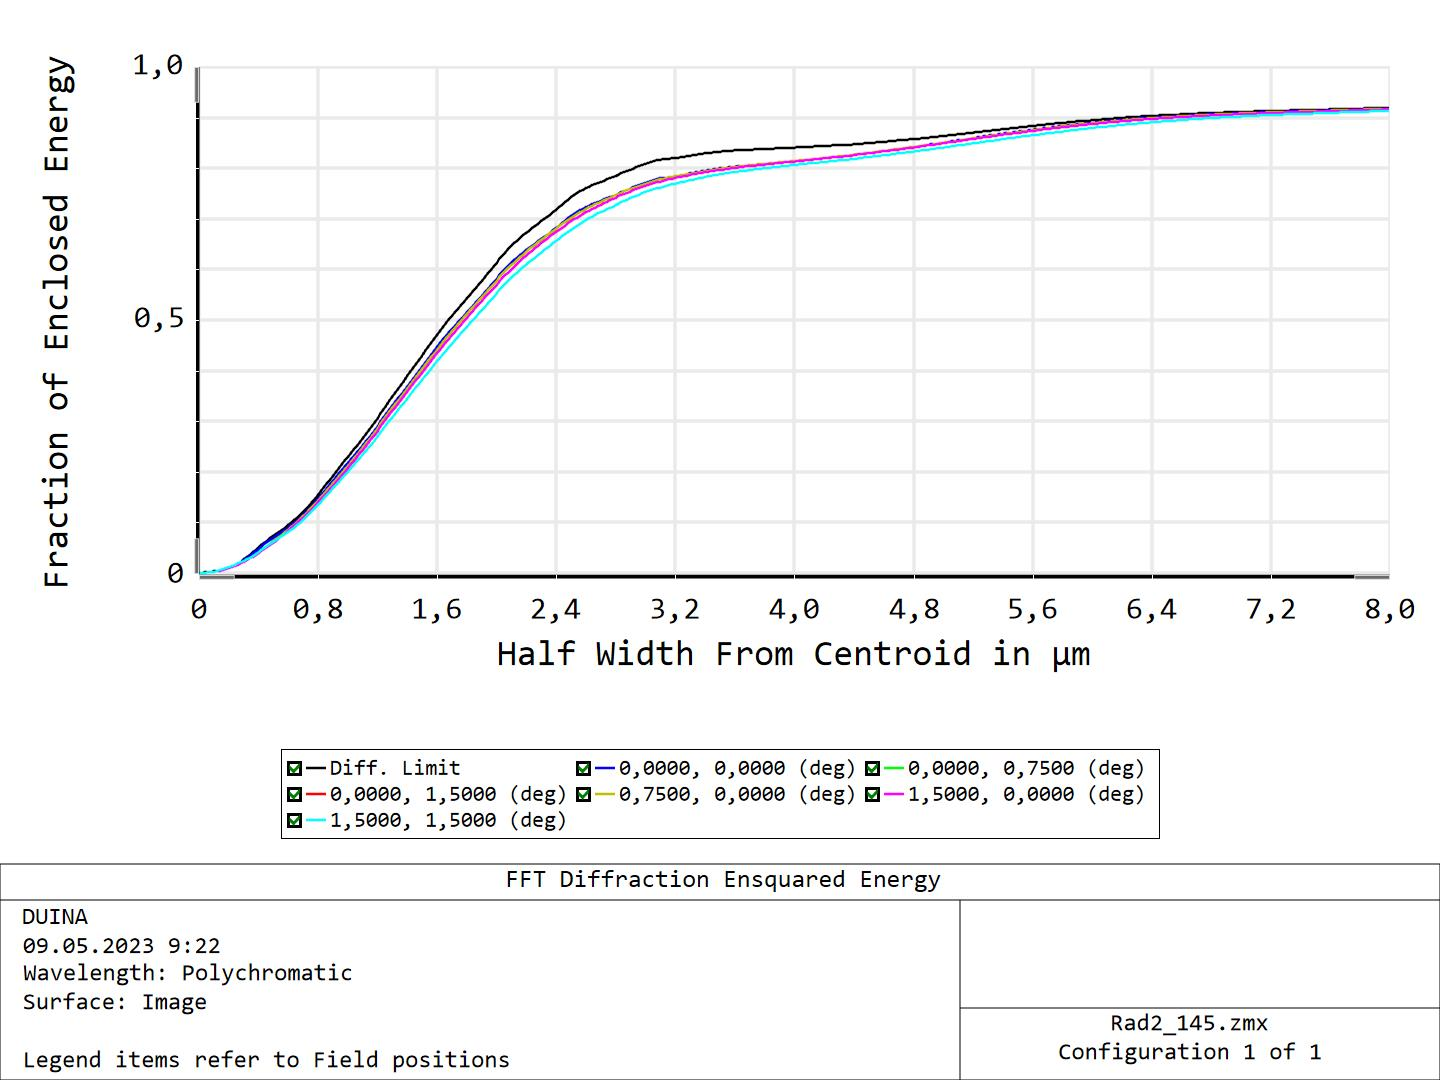 Fraction of Enclosed Energy
1,0
0,5
0
0 0,8 1,6 2,4 3,2 4,0 4,8 5,6 6,4 7,2 8,0
Half Width From Centroid in µm
Diff. Limit 0,0000, 0,0000 (deg) 0,0000, 0,7500 (deg)
0,0000, 1,5000 (deg) 0,7500, 0,0000 (deg) 1,5000, 0,0000 (deg)
1,5000, 1,5000 (deg)
FFT Diffraction Ensquared Energy
DUINA
09.05.2023 9:22
Wavelength: Polychromatic
Surface: Image
Legend items refer to Field positions
Rad2_145.zmx
Configuration 1 of 1